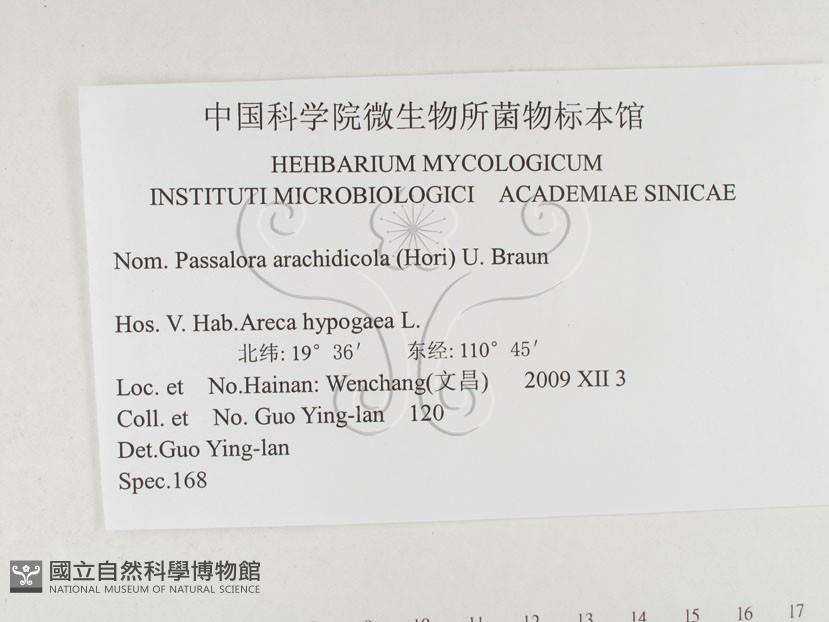 中国科学院微生物所菌物标本馆
HEHBARIUM MYCOLOGICUM
INSTITUTI MICROBIOLOGICI ACADEMIAE SINICAE
Nom. Passalora arachidicola (Hori) U. Braun
Hos. V. Hab.Areca hypogaea L.
北纬: 19° 36′ 东经: 110° 45′
Loc. et No.Hainan: Wenchang(文昌) 2009 XII 3
Coll. et No. Guo Ying-lan 120
Det.Guo Ying-lan
Spec.168
國立自然科學博物館
NATIONAL MUSEUM OF NATURAL SCIENCE
9 10 11 12 13 14 15 16 17